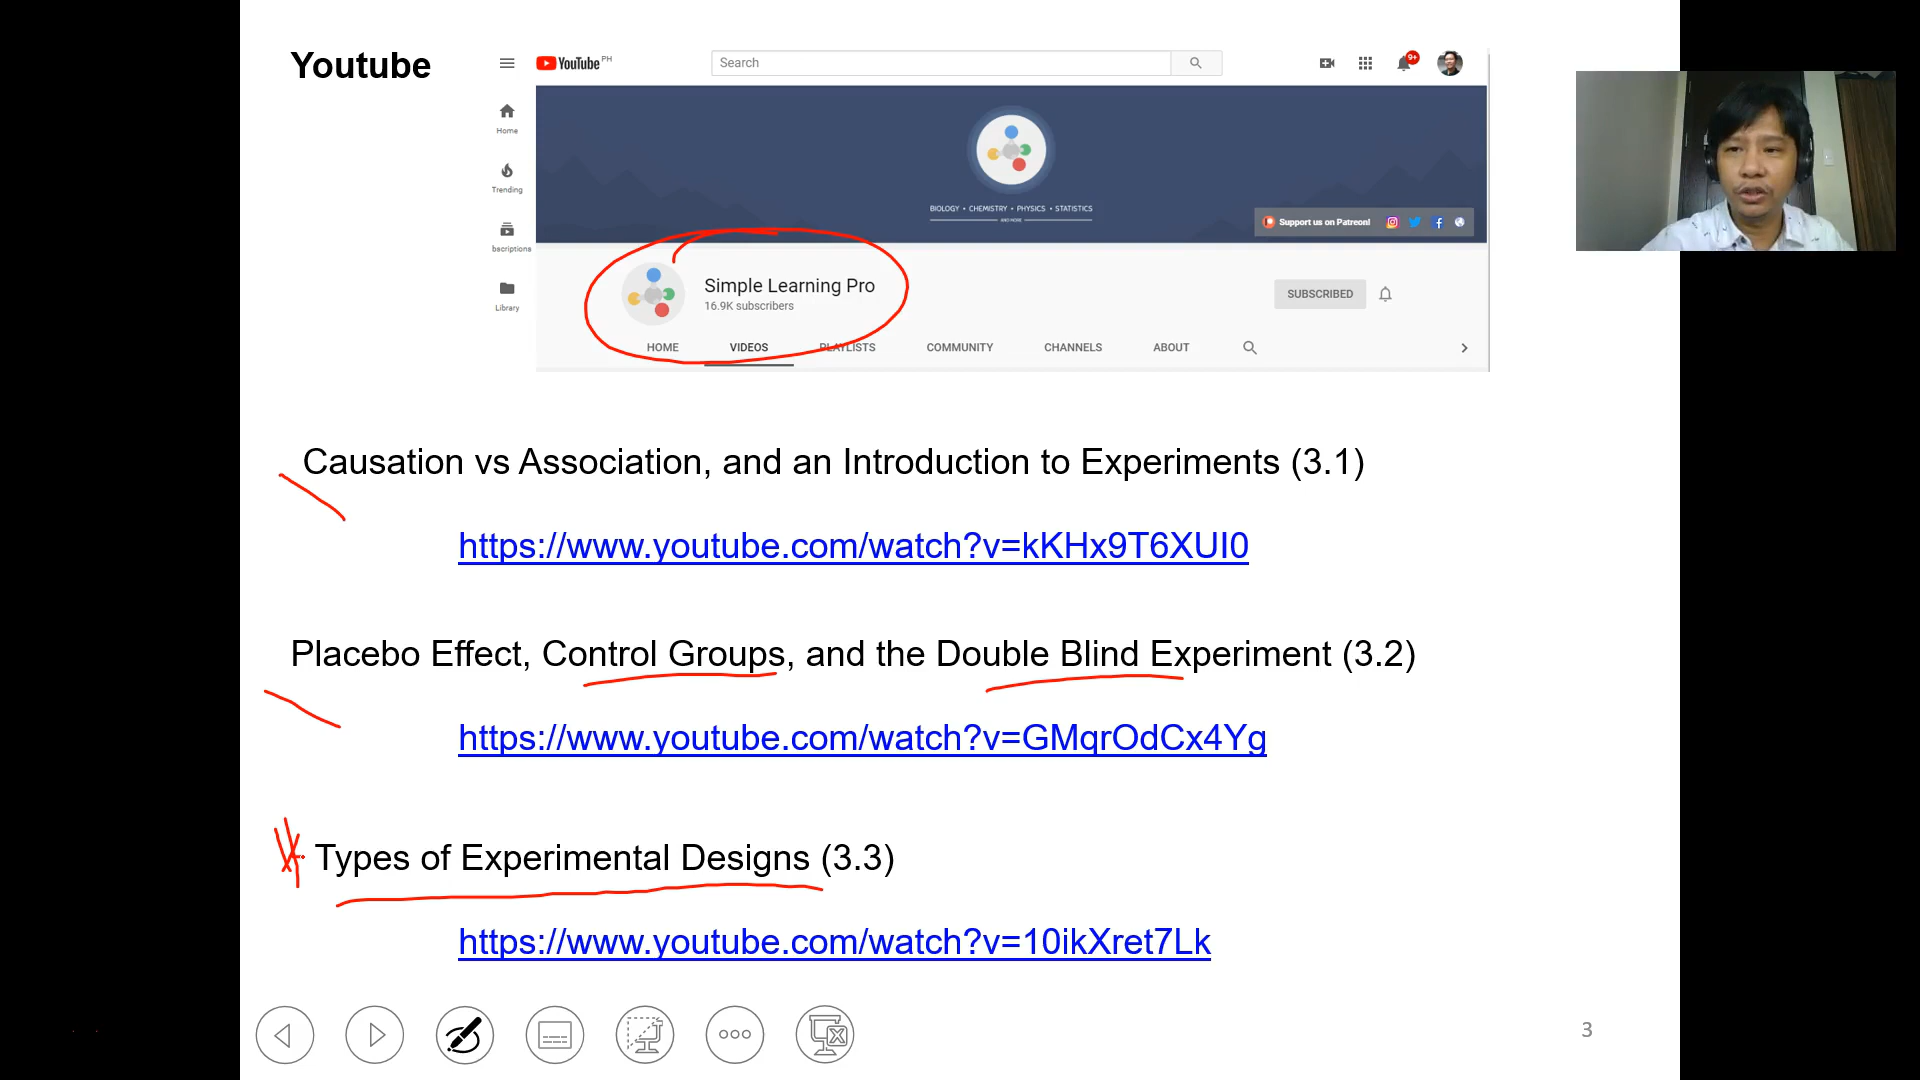 Youtube
YouTube PH
Search
9+
Home
Trending
bscriptions
Library
BIOLOGY • CHEMISTRY • PHYSICS • STATISTICS
AND MORE
Support us on Patreon!
Simple Learning Pro
16.9K subscribers
SUBSCRIBED
HOME VIDEOS PLAYLISTS COMMUNITY CHANNELS ABOUT
Causation vs Association, and an Introduction to Experiments (3.1)
https://www.youtube.com/watch?v=kKHx9T6XUI0
Placebo Effect, Control Groups, and the Double Blind Experiment (3.2)
https://www.youtube.com/watch?v=GMqrOdCx4Yg
Types of Experimental Designs (3.3)
https://www.youtube.com/watch?v=10ikXret7Lk
3